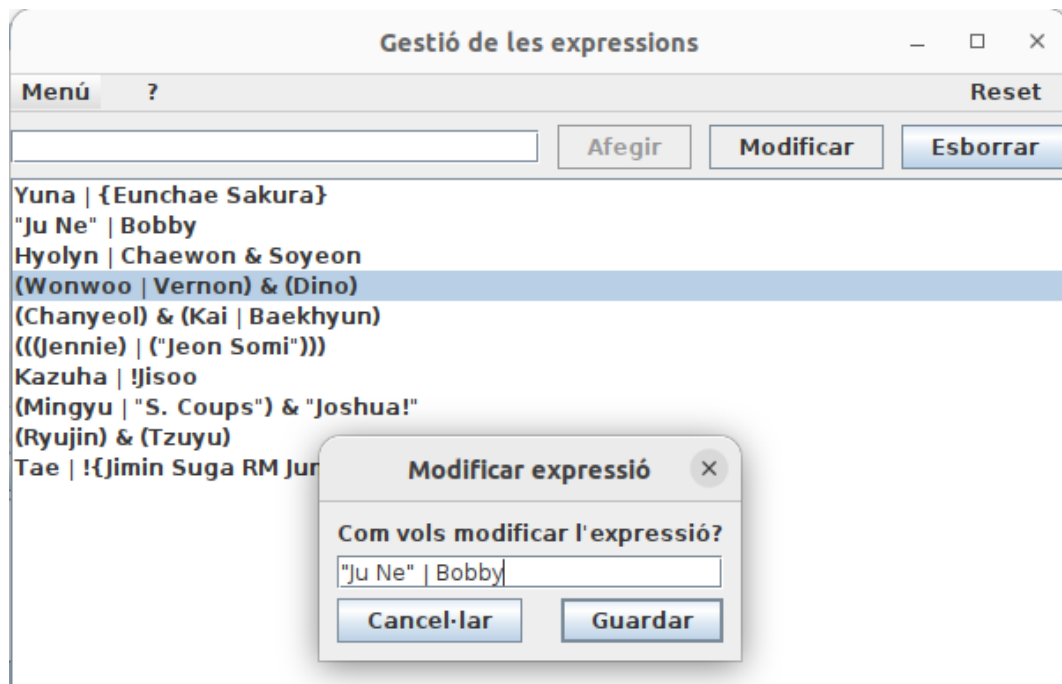 Gestió de les expressions
Menú ? Reset
Afegir Modificar Esborrar
Yuna | {Eunchae Sakura}
"Ju Ne" | Bobby
Hyolyn | Chaewon & Soyeon
(Wonwoo | Vernon) & (Dino)
(Chanyeol) & (Kai | Baekhyun)
(((Jennie) | ("Jeon Somi")))
Kazuha | !Jisoo
(Mingyu | "S. Coups") & "Joshua!"
(Ryujin) & (Tzuyu)
Tae | !{Jimin Suga RM Jun
Modificar expressió
Com vols modificar l'expressió?
"Ju Ne" | Bobby
Cancel·lar Guardar